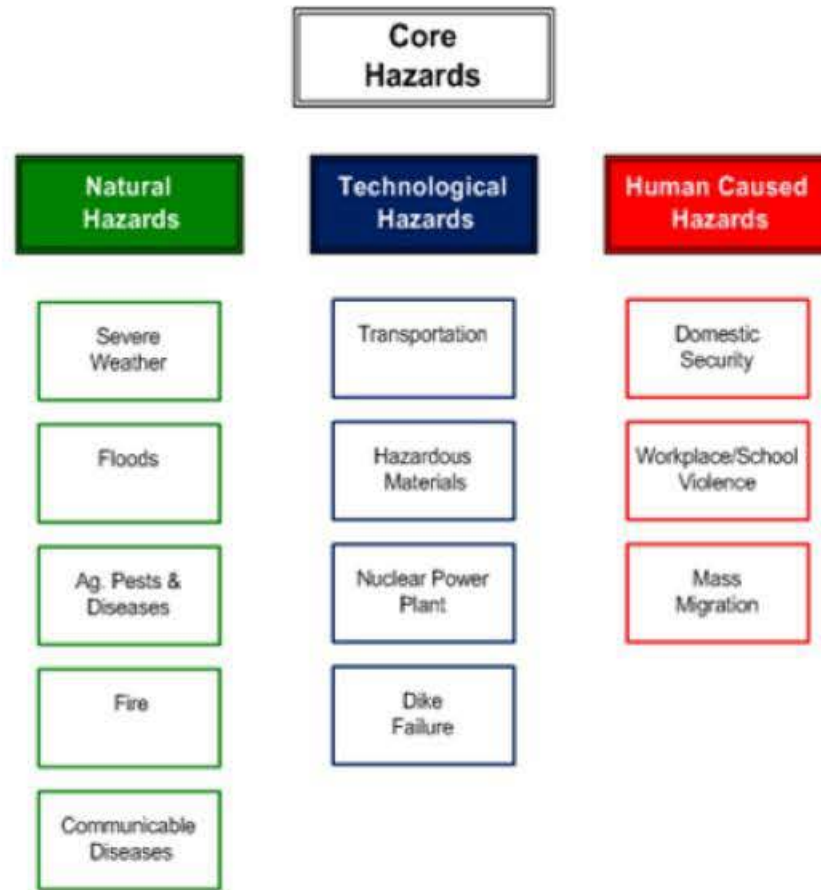 Core
Hazards
Natural
Hazards
Technological
Hazards
Human Caused
Hazards
Severe
Weather
Transportation
Domestic
Security
Floods
Hazardous
Materials
Workplace/School
Violence
Ag. Pests &
Diseases
Nuclear Power
Plant
Mass
Migration
Fire
Dike
Failure
Communicable
Diseases